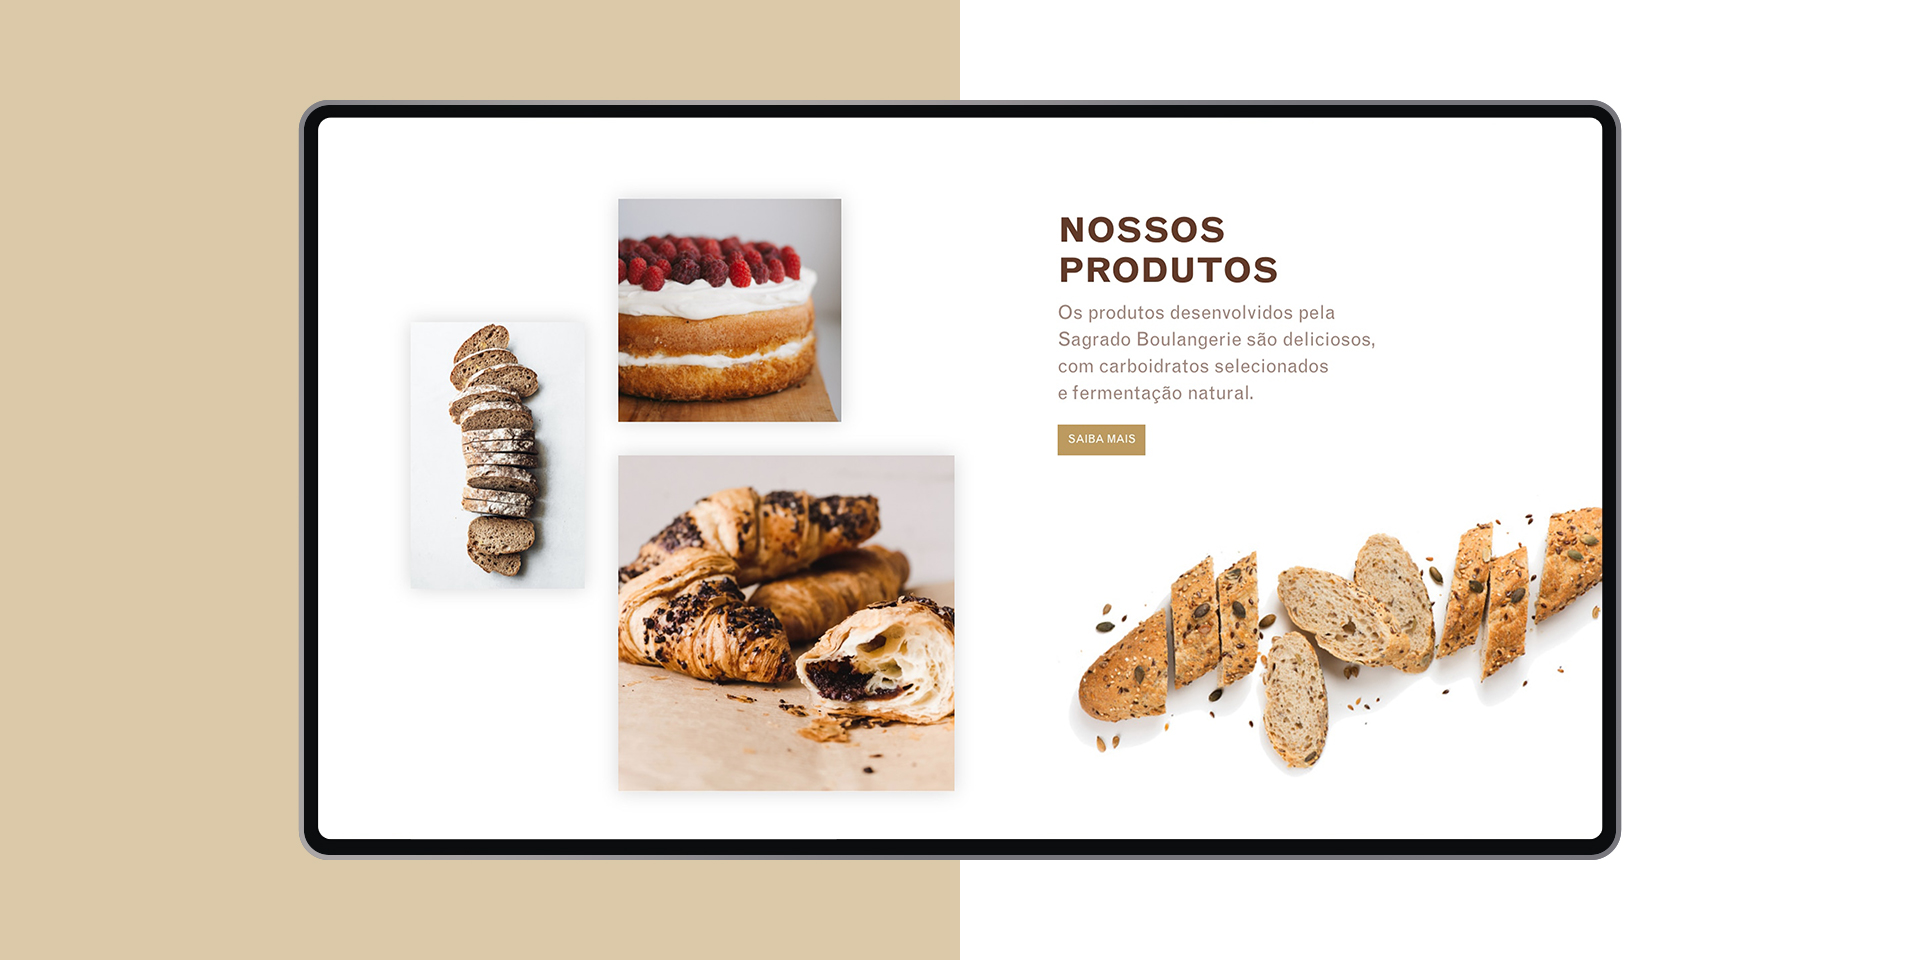 NOSSOS
PRODUTOS
Os produtos desenvolvidos pela
Sagrado Boulangerie são deliciosos,
com carboidratos selecionados
e fermentação natural.
SAIBA MAIS